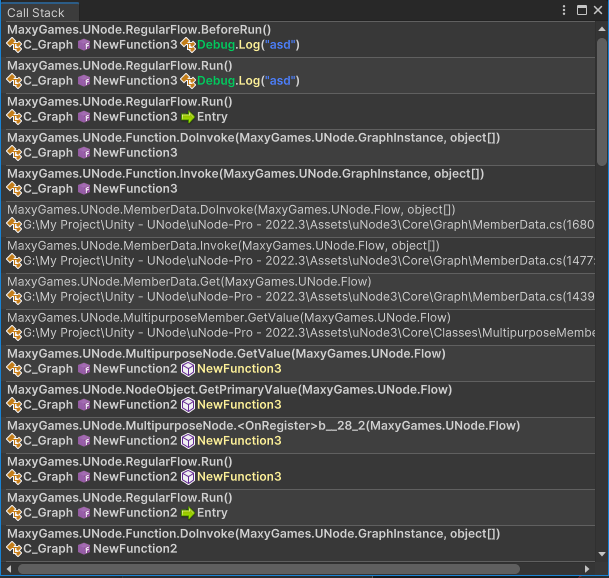 Call Stack
MaxyGames.UNode.RegularFlow.BeforeRun()
C_Graph NewFunction3 Debug.Log("asd")
MaxyGames.UNode.RegularFlow.Run()
C_Graph NewFunction3 Debug.Log("asd")
MaxyGames.UNode.RegularFlow.Run()
C_Graph NewFunction3 Entry
MaxyGames.UNode.Function.DoInvoke(MaxyGames.UNode.GraphInstance, object[])
C_Graph NewFunction3
MaxyGames.UNode.Function.Invoke(MaxyGames.UNode.GraphInstance, object[])
C_Graph NewFunction3
MaxyGames.UNode.MemberData.DoInvoke(MaxyGames.UNode.Flow, object[])
G:\My Project\Unity - UNode\uNode-Pro - 2022.3\Assets\uNode3\Core\Graph\MemberData.cs(1680
MaxyGames.UNode.MemberData.Invoke(MaxyGames.UNode.Flow, object[])
G:\My Project\Unity - UNode\uNode-Pro - 2022.3\Assets\uNode3\Core\Graph\MemberData.cs(1477:
MaxyGames.UNode.MemberData.Get(MaxyGames.UNode.Flow)
G:\My Project\Unity - UNode\uNode-Pro - 2022.3\Assets\uNode3\Core\Graph\MemberData.cs(1439
MaxyGames.UNode.MultipurposeMember.GetValue(MaxyGames.UNode.Flow)
G:\My Project\Unity - UNode\uNode-Pro - 2022.3\Assets\uNode3\Core\Classes\MultipurposeMembe
MaxyGames.UNode.MultipurposeNode.GetValue(MaxyGames.UNode.Flow)
C_Graph NewFunction2 NewFunction3
MaxyGames.UNode.NodeObject.GetPrimaryValue(MaxyGames.UNode.Flow)
C_Graph NewFunction2 NewFunction3
MaxyGames.UNode.MultipurposeNode.<OnRegister>b__28_2(MaxyGames.UNode.Flow)
C_Graph NewFunction2 NewFunction3
MaxyGames.UNode.RegularFlow.Run()
C_Graph NewFunction2 NewFunction3
MaxyGames.UNode.RegularFlow.Run()
C_Graph NewFunction2 Entry
MaxyGames.UNode.Function.DoInvoke(MaxyGames.UNode.GraphInstance, object[])
C_Graph NewFunction2